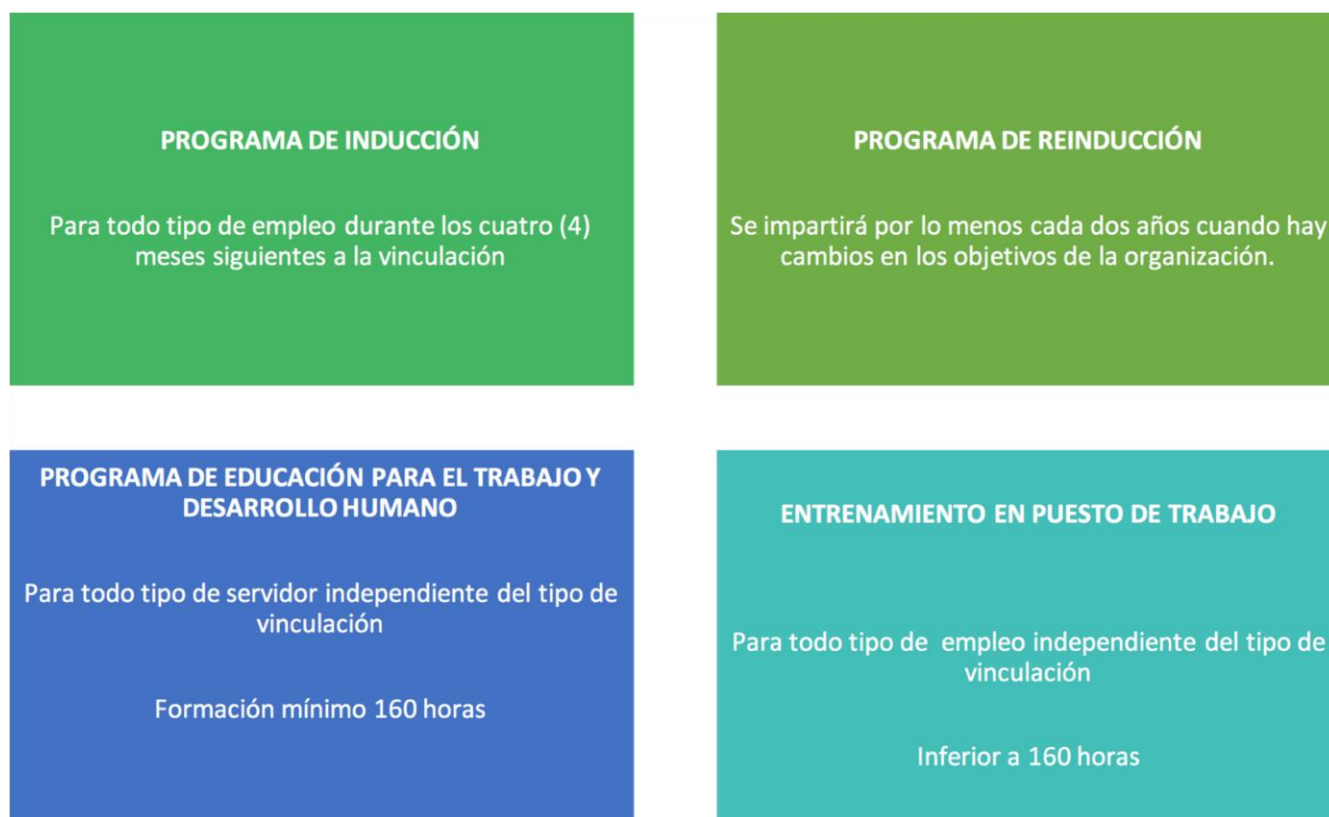 PROGRAMA DE INDUCCIÓN
Para todo tipo de empleo durante los cuatro (4)
meses siguientes a la vinculación
PROGRAMA DE REINDUCCIÓN
Se impartirá por lo menos cada dos años cuando hay
cambios en los objetivos de la organización.
PROGRAMA DE EDUCACIÓN PARA EL TRABAJO Y
DESARROLLO HUMANO
Para todo tipo de servidor independiente del tipo de
vinculación
Formación mínimo 160 horas
ENTRENAMIENTO EN PUESTO DE TRABAJO
Para todo tipo de empleo independiente del tipo de
vinculación
Inferior a 160 horas